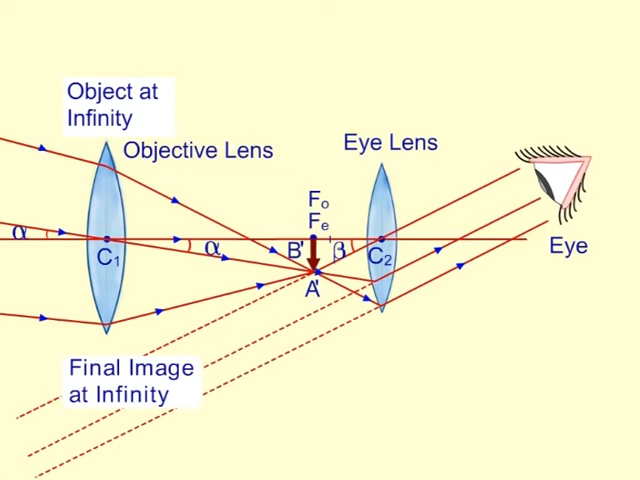 Object at
Infinity
Objective Lens
Eye Lens
Fₒ
Fₑ
α
α
B'
β
C₁
C₂
Eye
A'
Final Image
at Infinity